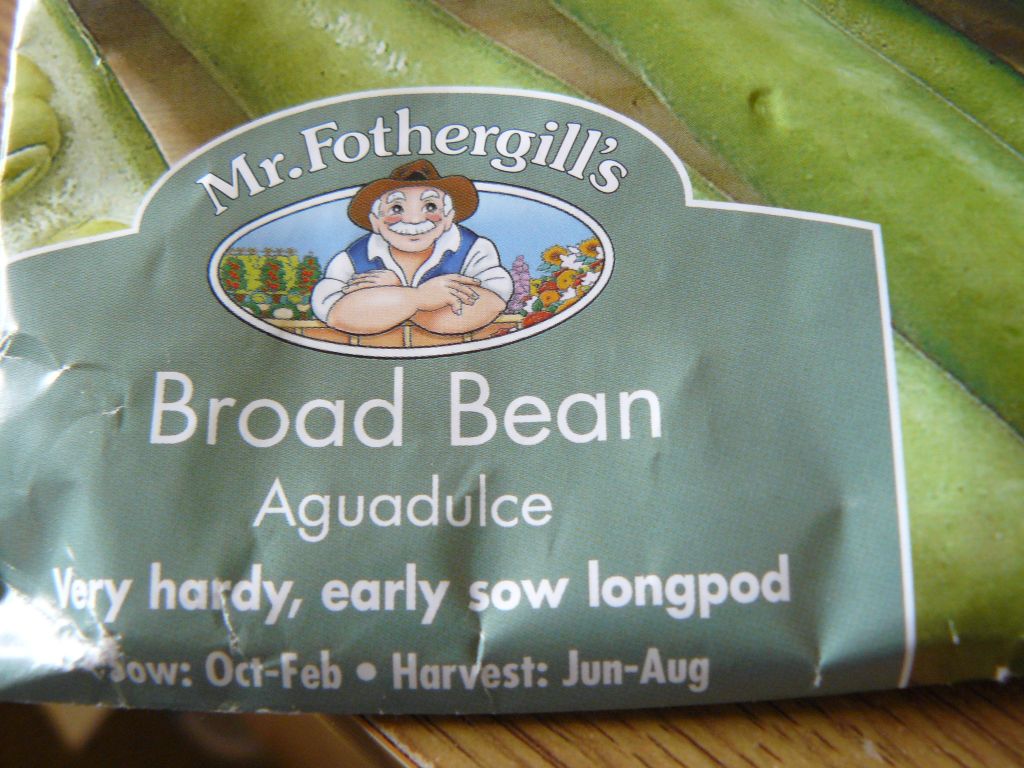 Mr. Fothergill's
Broad Bean
Aguadulce
Very hardy, early sow longpod
Sow: Oct-Feb • Harvest: Jun-Aug